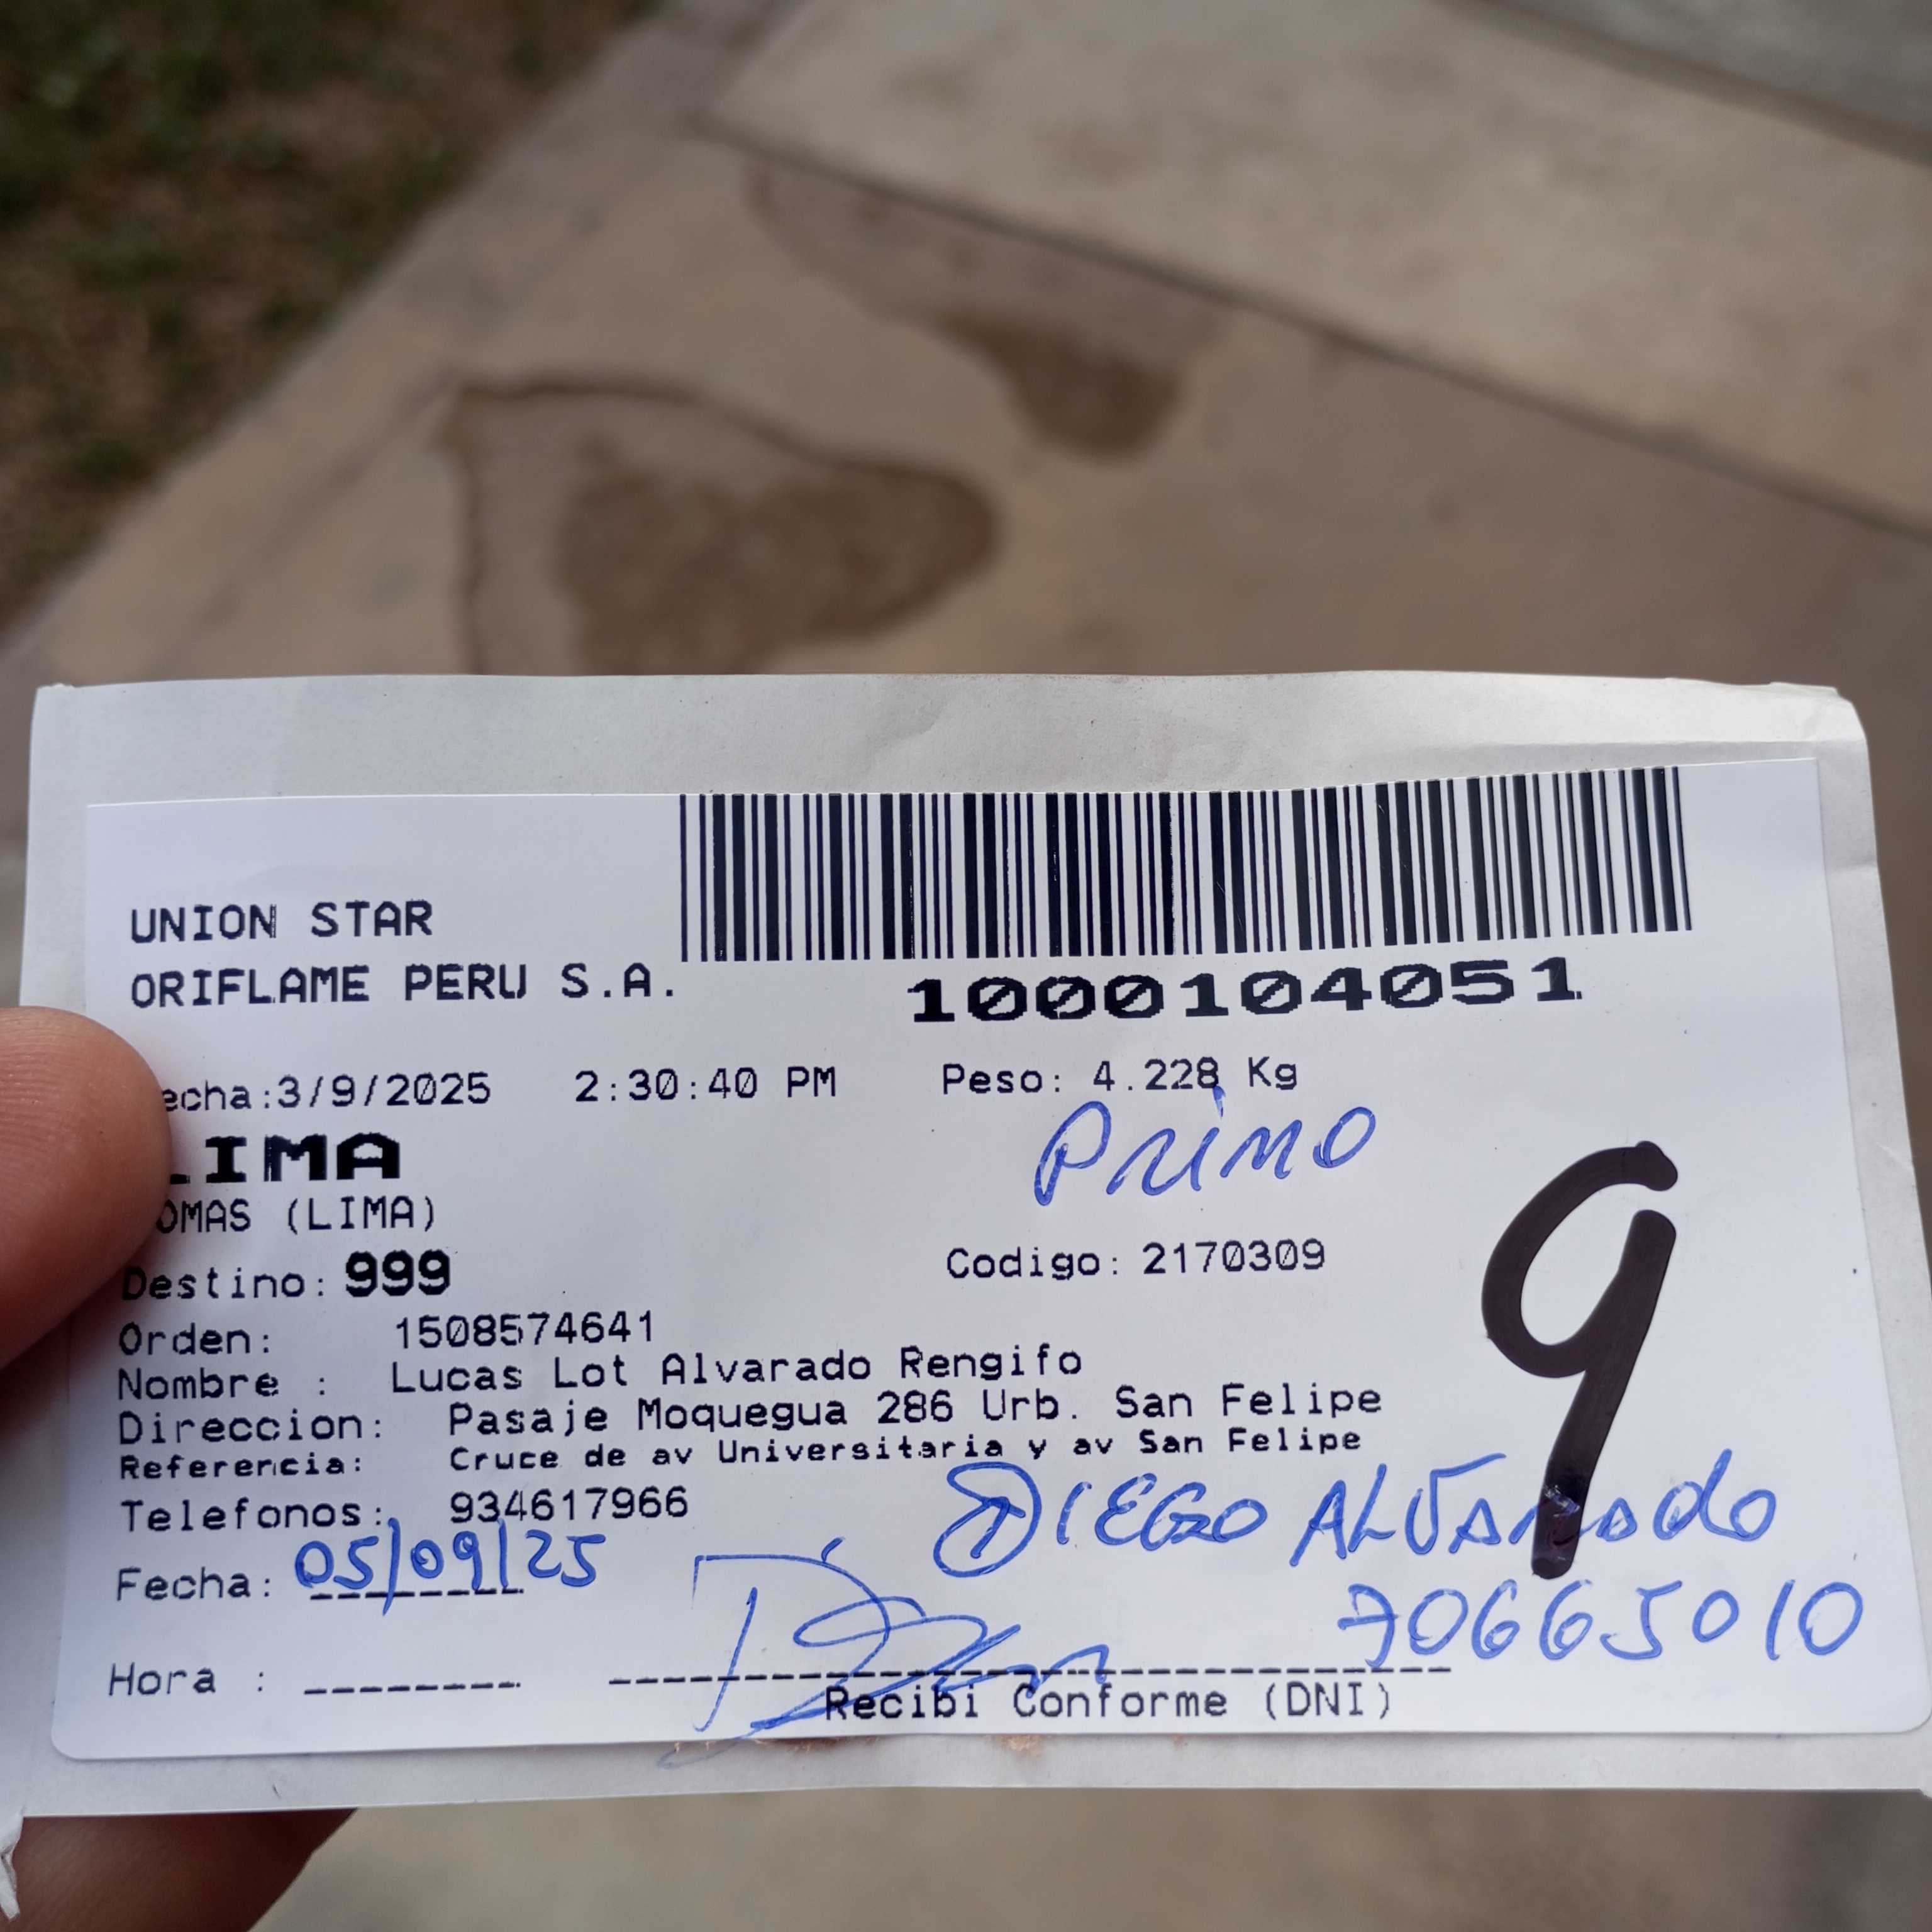 UNION STAR
ORIFLAME PERU S.A.
1000104051
echa:3/9/2025 2:30:40 PM Peso: 4.228 Kg
LIMA
Primo
OMAS (LIMA)
Destino: 999 Codigo: 2170309
9
Orden: 1508574641
Nombre : Lucas Lot Alvarado Rengifo
Direccion: Pasaje Moquegua 286 Urb. San Felipe
Referencia: Cruce de av Universitaria y av San Felipe
Telefonos: 934617966
DIEGO ALVARADO
Fecha: 05/09/25
70665010
Hora :
Recibi Conforme (DNI)